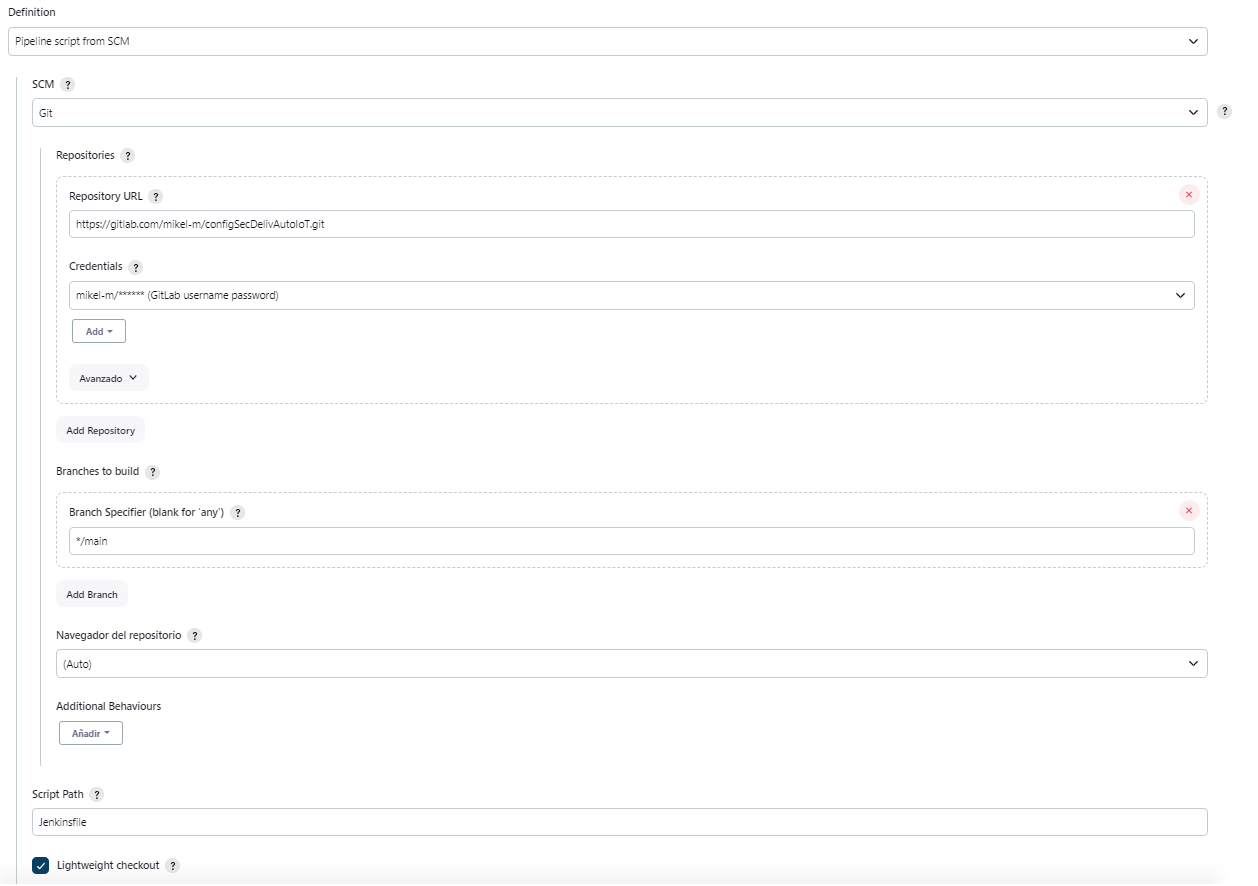 Definition
Pipeline script from SCM
SCM ?
Git
?
Repositories ?
Repository URL ?
https://gitlab.com/mikel-m/configSecDelivAutoIoT.git
Credentials ?
mikel-m/****** (GitLab username password)
Add
Avanzado
Add Repository
Branches to build ?
Branch Specifier (blank for 'any') ?
*/main
Add Branch
Navegador del repositorio ?
(Auto)
Additional Behaviours
Añadir
Script Path ?
Jenkinsfile
Lightweight checkout ?